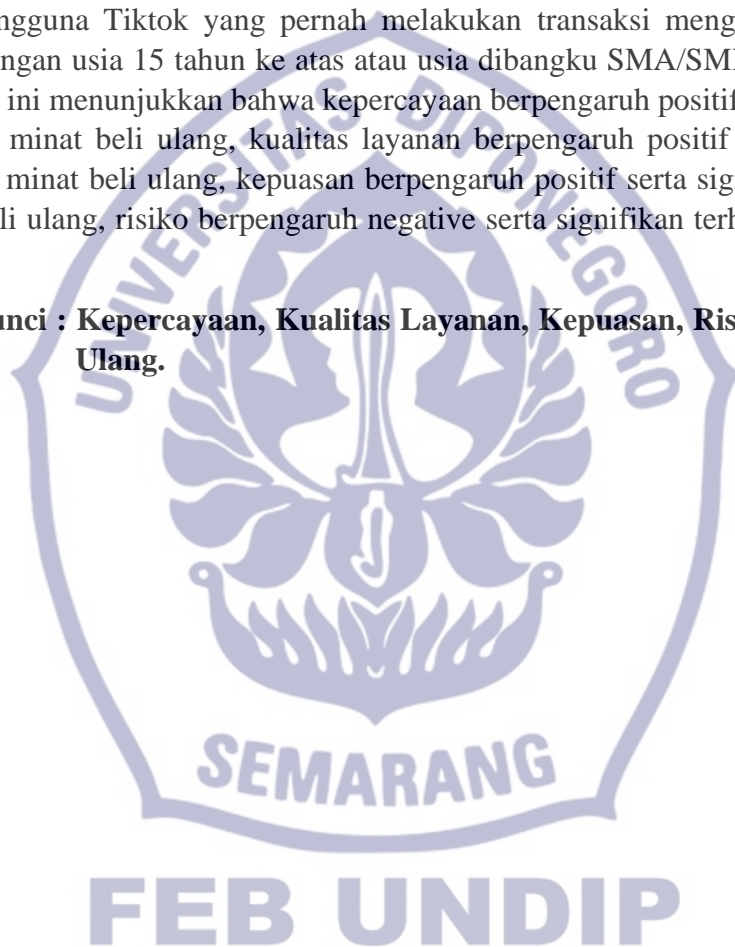 ngguna Tiktok yang pernah melakukan transaksi meng
ngan usia 15 tahun ke atas atau usia dibangku SMA/SM
ini menunjukkan bahwa kepercayaan berpengaruh positif
minat beli ulang, kualitas layanan berpengaruh positif
minat beli ulang, kepuasan berpengaruh positif serta sig
li ulang, risiko berpengaruh negative serta signifikan terh
unci : Kepercayaan, Kualitas Layanan, Kepuasan, Ris
Ulang.
UNIVERSITAS DIPONEGORO
SEMARANG
FEB UNDIP